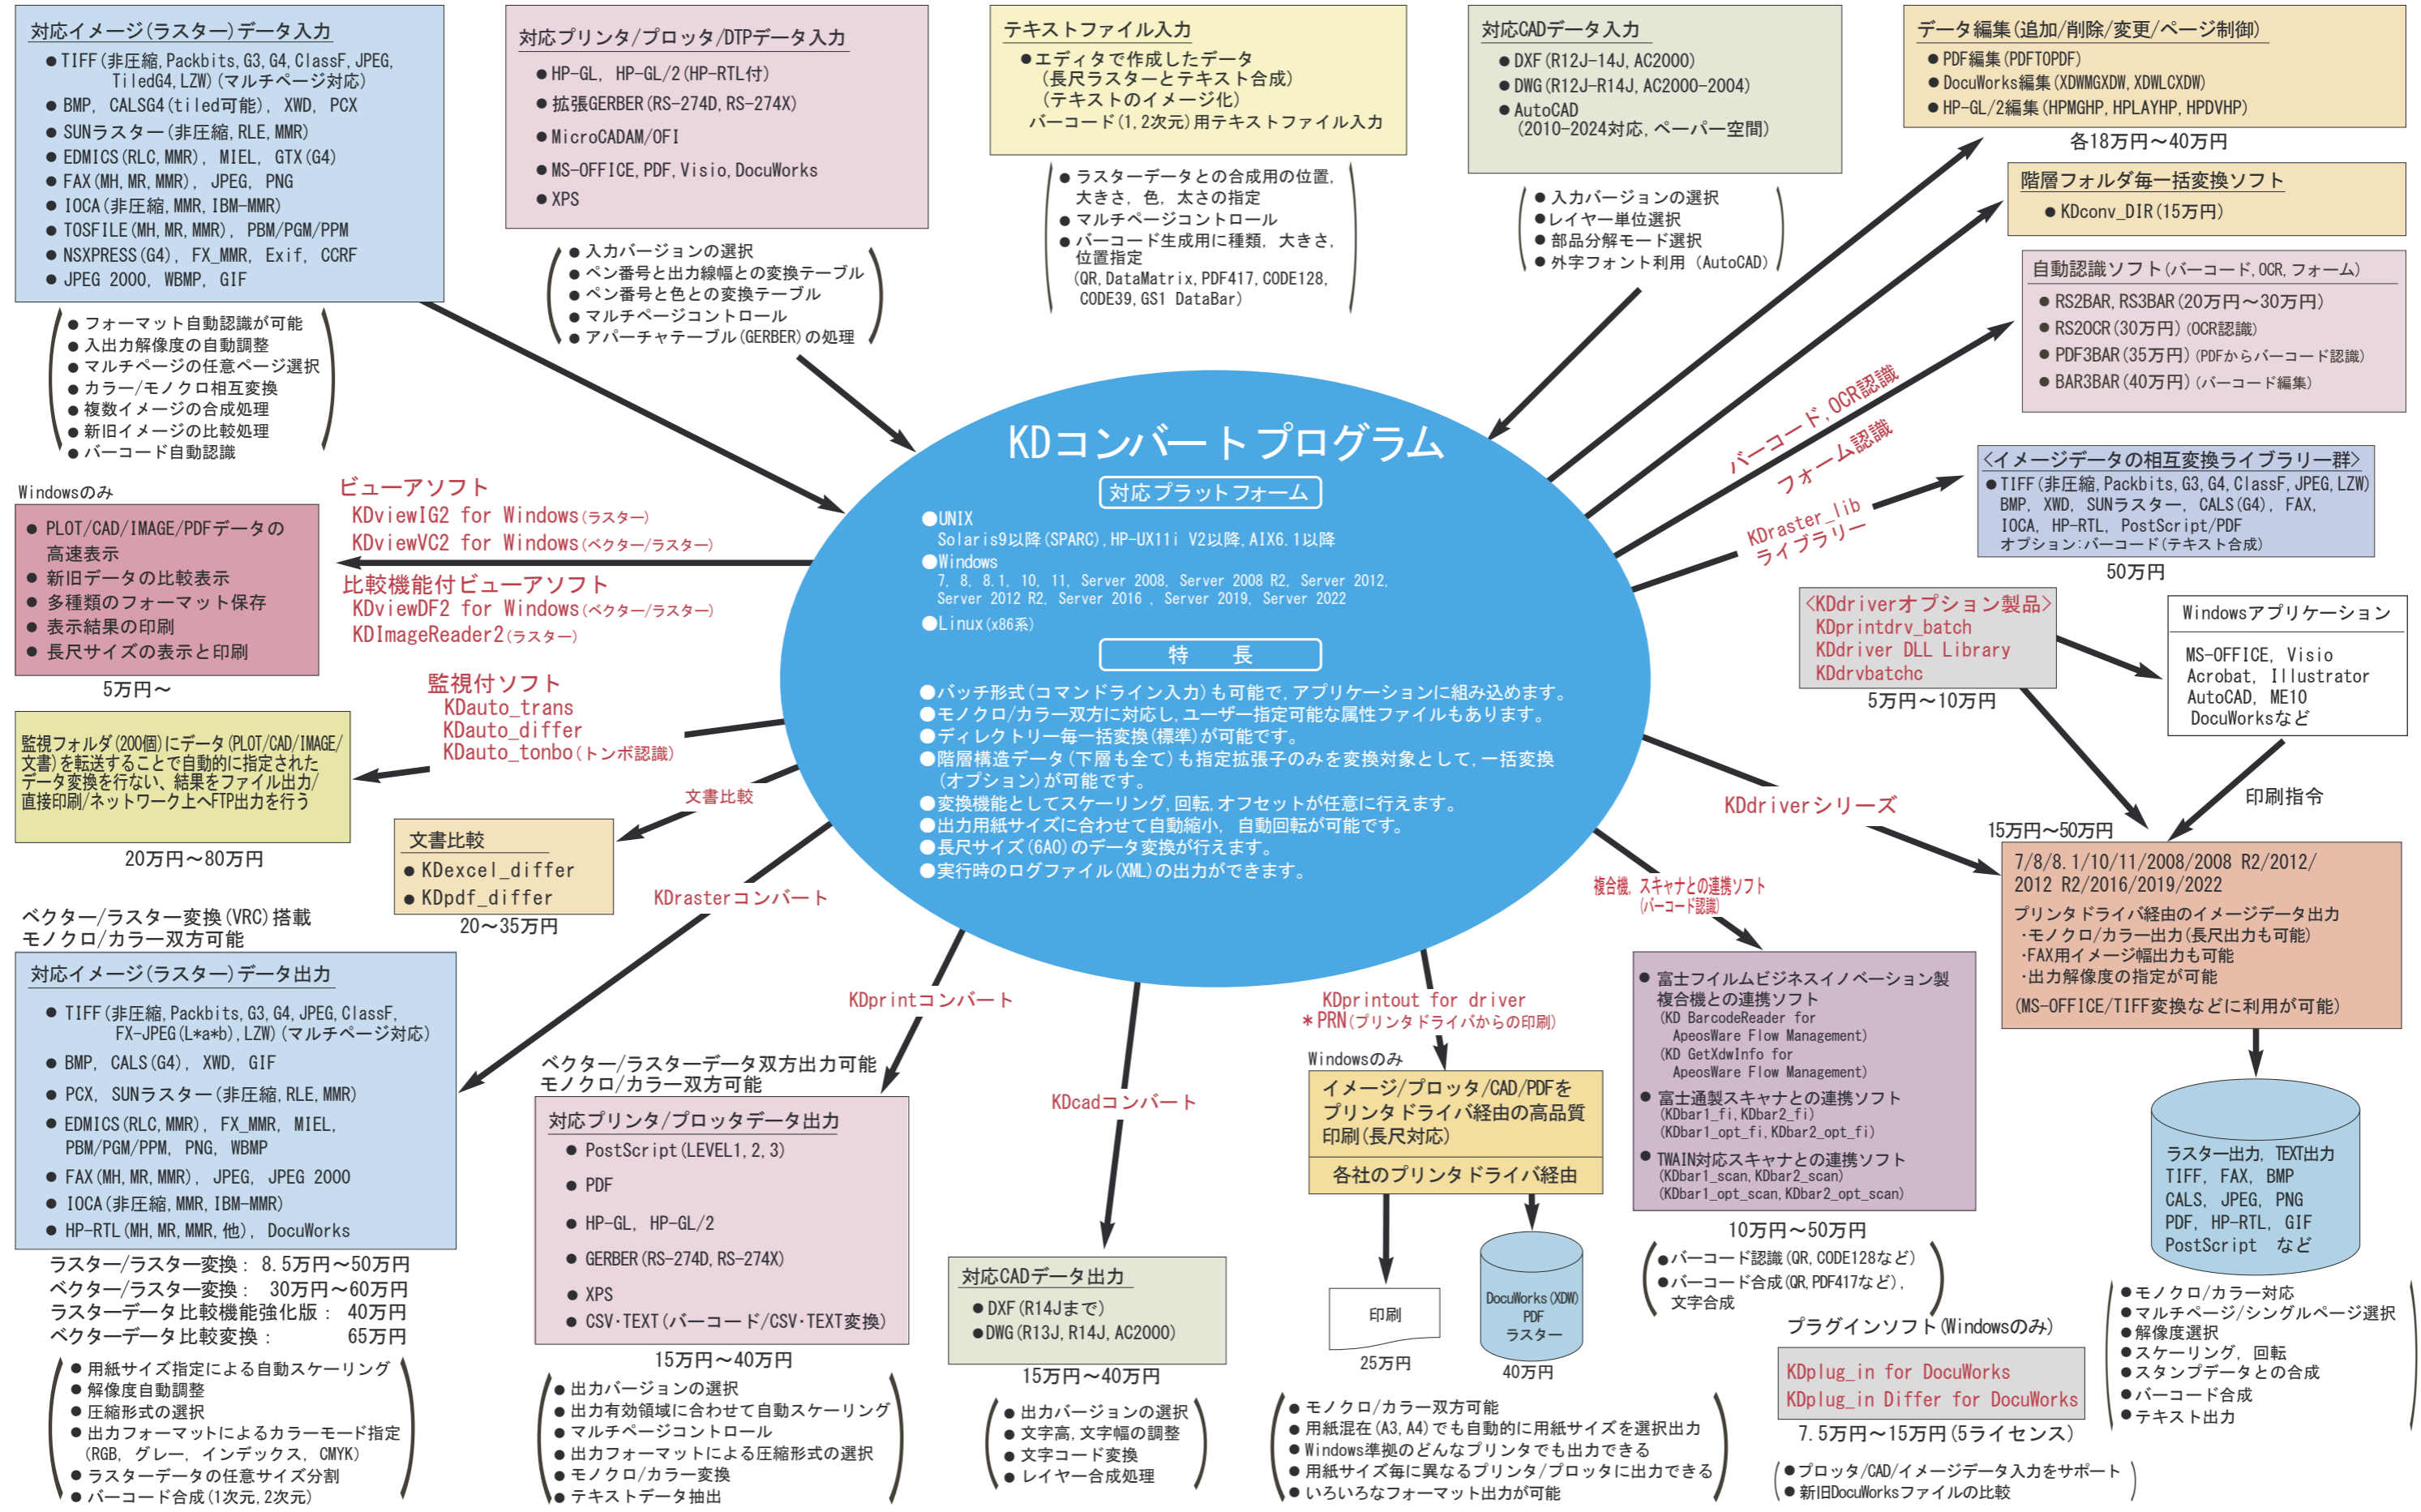 対応イメージ(ラスター)データ入力
●TIFF(非圧縮,Packbits,G3,G4,ClassF,JPEG,
TiledG4,LZW)(マルチページ対応)
●BMP, CALSG4(tiled可能), XWD, PCX
●SUNラスター(非圧縮,RLE,MMR)
●EDMICS(RLC,MMR), MIEL, GTX(G4)
●FAX(MH,MR,MMR), JPEG, PNG
●IOCA(非圧縮,MMR,IBM-MMR)
●TOSFILE(MH,MR,MMR), PBM/PGM/PPM
●NSXPRESS(G4), FX_MMR, Exif, CCRF
●JPEG 2000, WBMP, GIF
●フォーマット自動認識が可能
●入出力解像度の自動調整
●マルチページの任意ページ選択
●カラー/モノクロ相互変換
●複数イメージの合成処理
●新旧イメージの比較処理
●バーコード自動認識
対応プリンタ/プロッタ/DTPデータ入力
●HP-GL, HP-GL/2(HP-RTL付)
●拡張GERBER(RS-274D,RS-274X)
●MicroCADAM/OFI
●MS-OFFICE,PDF,Visio,DocuWorks
●XPS
●入力バージョンの選択
●ペン番号と出力線幅との変換テーブル
●ペン番号と色との変換テーブル
●マルチページコントロール
●アパーチャテーブル(GERBER)の処理
テキストファイル入力
●エディタで作成したデータ
(長尺ラスターとテキスト合成)
(テキストのイメージ化)
バーコード(1,2次元)用テキストファイル入力
●ラスターデータとの合成用の位置,
大きさ, 色, 太さの指定
●マルチページコントロール
●バーコード生成用に種類, 大きさ,
位置指定
(QR,DataMatrix,PDF417,CODE128,
CODE39,GS1 DataBar)
対応CADデータ入力
●DXF(R12J-14J,AC2000)
●DWG(R12J-R14J,AC2000-2004)
●AutoCAD
(2010-2024対応,ペーパー空間)
●入力バージョンの選択
●レイヤー単位選択
●部品分解モード選択
●外字フォント利用 (AutoCAD)
データ編集(追加/削除/変更/ページ制御)
●PDF編集(PDFTOPDF)
●DocuWorks編集(XDWMGXDW,XDWLCXDW)
●HP-GL/2編集(HPMGHP,HPLAYHP,HPDVHP)
各18万円〜40万円
階層フォルダ毎一括変換ソフト
●KDconv_DIR(15万円)
自動認識ソフト(バーコード,OCR,フォーム)
●RS2BAR,RS3BAR(20万円〜30万円)
●RS2OCR(30万円)(OCR認識)
●PDF3BAR(35万円)(PDFからバーコード認識)
●BAR3BAR(40万円)(バーコード編集)
バーコード,OCR認識
フォーム認識
KDraster_lib
ライブラリー
<イメージデータの相互変換ライブラリー群>
●TIFF(非圧縮,Packbits,G3,G4,ClassF,JPEG,LZW)
BMP, XWD, SUNラスター, CALS(G4), FAX,
IOCA, HP-RTL, PostScript/PDF
オプション:バーコード(テキスト合成)
50万円
KDコンバートプログラム
対応プラットフォーム
●UNIX
Solaris9以降(SPARC),HP-UX11i V2以降,AIX6.1以降
●Windows
7, 8, 8.1, 10, 11, Server 2008, Server 2008 R2, Server 2012,
Server 2012 R2, Server 2016 , Server 2019, Server 2022
●Linux(x86系)
特 長
●バッチ形式(コマンドライン入力)も可能で,アプリケーションに組み込めます。
●モノクロ/カラー双方に対応し,ユーザー指定可能な属性ファイルもあります。
●ディレクトリー毎一括変換(標準)が可能です。
●階層構造データ(下層も全て)も指定拡張子のみを変換対象として,一括変換
(オプション)が可能です。
●変換機能としてスケーリング,回転,オフセットが任意に行えます。
●出力用紙サイズに合わせて自動縮小, 自動回転が可能です。
●長尺サイズ(6A0)のデータ変換が行えます。
●実行時のログファイル(XML)の出力ができます。
Windowsのみ
●PLOT/CAD/IMAGE/PDFデータの
高速表示
●新旧データの比較表示
●多種類のフォーマット保存
●表示結果の印刷
●長尺サイズの表示と印刷
5万円〜
ビューアソフト
KDviewIG2 for Windows(ラスター)
KDviewVC2 for Windows(ベクター/ラスター)
比較機能付ビューアソフト
KDviewDF2 for Windows(ベクター/ラスター)
KDImageReader2(ラスター)
監視付ソフト
KDauto_trans
KDauto_differ
KDauto_tonbo(トンボ認識)
監視フォルダ(200個)にデータ(PLOT/CAD/IMAGE/
文書)を転送することで自動的に指定された
データ変換を行ない、結果をファイル出力/
直接印刷/ネットワーク上へFTP出力を行う
20万円〜80万円
文書比較
文書比較
●KDexcel_differ
●KDpdf_differ
20〜35万円
KDrasterコンバート
ベクター/ラスター変換(VRC)搭載
モノクロ/カラー双方可能
対応イメージ(ラスター)データ出力
●TIFF(非圧縮,Packbits,G3,G4,JPEG,ClassF,
FX-JPEG(L*a*b),LZW)(マルチページ対応)
●BMP, CALS(G4), XWD, GIF
●PCX, SUNラスター(非圧縮,RLE,MMR)
●EDMICS(RLC,MMR), FX_MMR, MIEL,
PBM/PGM/PPM, PNG, WBMP
●FAX(MH,MR,MMR), JPEG, JPEG 2000
●IOCA(非圧縮,MMR,IBM-MMR)
●HP-RTL(MH,MR,MMR,他), DocuWorks
ラスター/ラスター変換: 8.5万円〜50万円
ベクター/ラスター変換: 30万円〜60万円
ラスターデータ比較機能強化版: 40万円
ベクターデータ比較変換: 65万円
●用紙サイズ指定による自動スケーリング
●解像度自動調整
●圧縮形式の選択
●出力フォーマットによるカラーモード指定
(RGB, グレー, インデックス, CMYK)
●ラスターデータの任意サイズ分割
●バーコード合成(1次元,2次元)
KDprintコンバート
ベクター/ラスターデータ双方出力可能
モノクロ/カラー双方可能
対応プリンタ/プロッタデータ出力
●PostScript(LEVEL1,2,3)
●PDF
●HP-GL, HP-GL/2
●GERBER(RS-274D,RS-274X)
●XPS
●CSV・TEXT(バーコード/CSV・TEXT変換)
15万円〜40万円
●出力バージョンの選択
●出力有効領域に合わせて自動スケーリング
●マルチページコントロール
●出力フォーマットによる圧縮形式の選択
●モノクロ/カラー変換
●テキストデータ抽出
KDcadコンバート
対応CADデータ出力
●DXF(R14Jまで)
●DWG(R13J,R14J,AC2000)
15万円〜40万円
●出力バージョンの選択
●文字高,文字幅の調整
●文字コード変換
●レイヤー合成処理
KDprintout for driver
*PRN(プリンタドライバからの印刷)
Windowsのみ
イメージ/プロッタ/CAD/PDFを
プリンタドライバ経由の高品質
印刷(長尺対応)
各社のプリンタドライバ経由
印刷
25万円
DocuWorks(XDW)
PDF
ラスター
40万円
●モノクロ/カラー双方可能
●用紙混在(A3,A4)でも自動的に用紙サイズを選択出力
●Windows準拠のどんなプリンタでも出力できる
●用紙サイズ毎に異なるプリンタ/プロッタに出力できる
●いろいろなフォーマット出力が可能
複合機, スキャナとの連携ソフト
(バーコード認識)
●富士フイルムビジネスイノベーション製
複合機との連携ソフト
(KD BarcodeReader for
ApeosWare Flow Management)
(KD GetXdwInfo for
ApeosWare Flow Management)
●富士通製スキャナとの連携ソフト
(KDbar1_fi,KDbar2_fi)
(KDbar1_opt_fi,KDbar2_opt_fi)
●TWAIN対応スキャナとの連携ソフト
(KDbar1_scan,KDbar2_scan)
(KDbar1_opt_scan,KDbar2_opt_scan)
10万円〜50万円
●バーコード認識(QR,CODE128など)
●バーコード合成(QR,PDF417など),
文字合成
プラグインソフト(Windowsのみ)
KDplug_in for DocuWorks
KDplug_in Differ for DocuWorks
7.5万円〜15万円(5ライセンス)
●プロッタ/CAD/イメージデータ入力をサポート
●新旧DocuWorksファイルの比較
<KDdriverオプション製品>
KDprintdrv_batch
KDdriver DLL Library
KDdrvbatchc
5万円〜10万円
Windowsアプリケーション
MS-OFFICE, Visio
Acrobat, Illustrator
AutoCAD, ME10
DocuWorksなど
印刷指令
KDdriverシリーズ
15万円〜50万円
7/8/8.1/10/11/2008/2008 R2/2012/
2012 R2/2016/2019/2022
プリンタドライバ経由のイメージデータ出力
・モノクロ/カラー出力(長尺出力も可能)
・FAX用イメージ幅出力も可能
・出力解像度の指定が可能
(MS-OFFICE/TIFF変換などに利用が可能)
ラスター出力, TEXT出力
TIFF, FAX, BMP
CALS, JPEG, PNG
PDF, HP-RTL, GIF
PostScript など
●モノクロ/カラー対応
●マルチページ/シングルページ選択
●解像度選択
●スケーリング, 回転
●スタンプデータとの合成
●バーコード合成
●テキスト出力